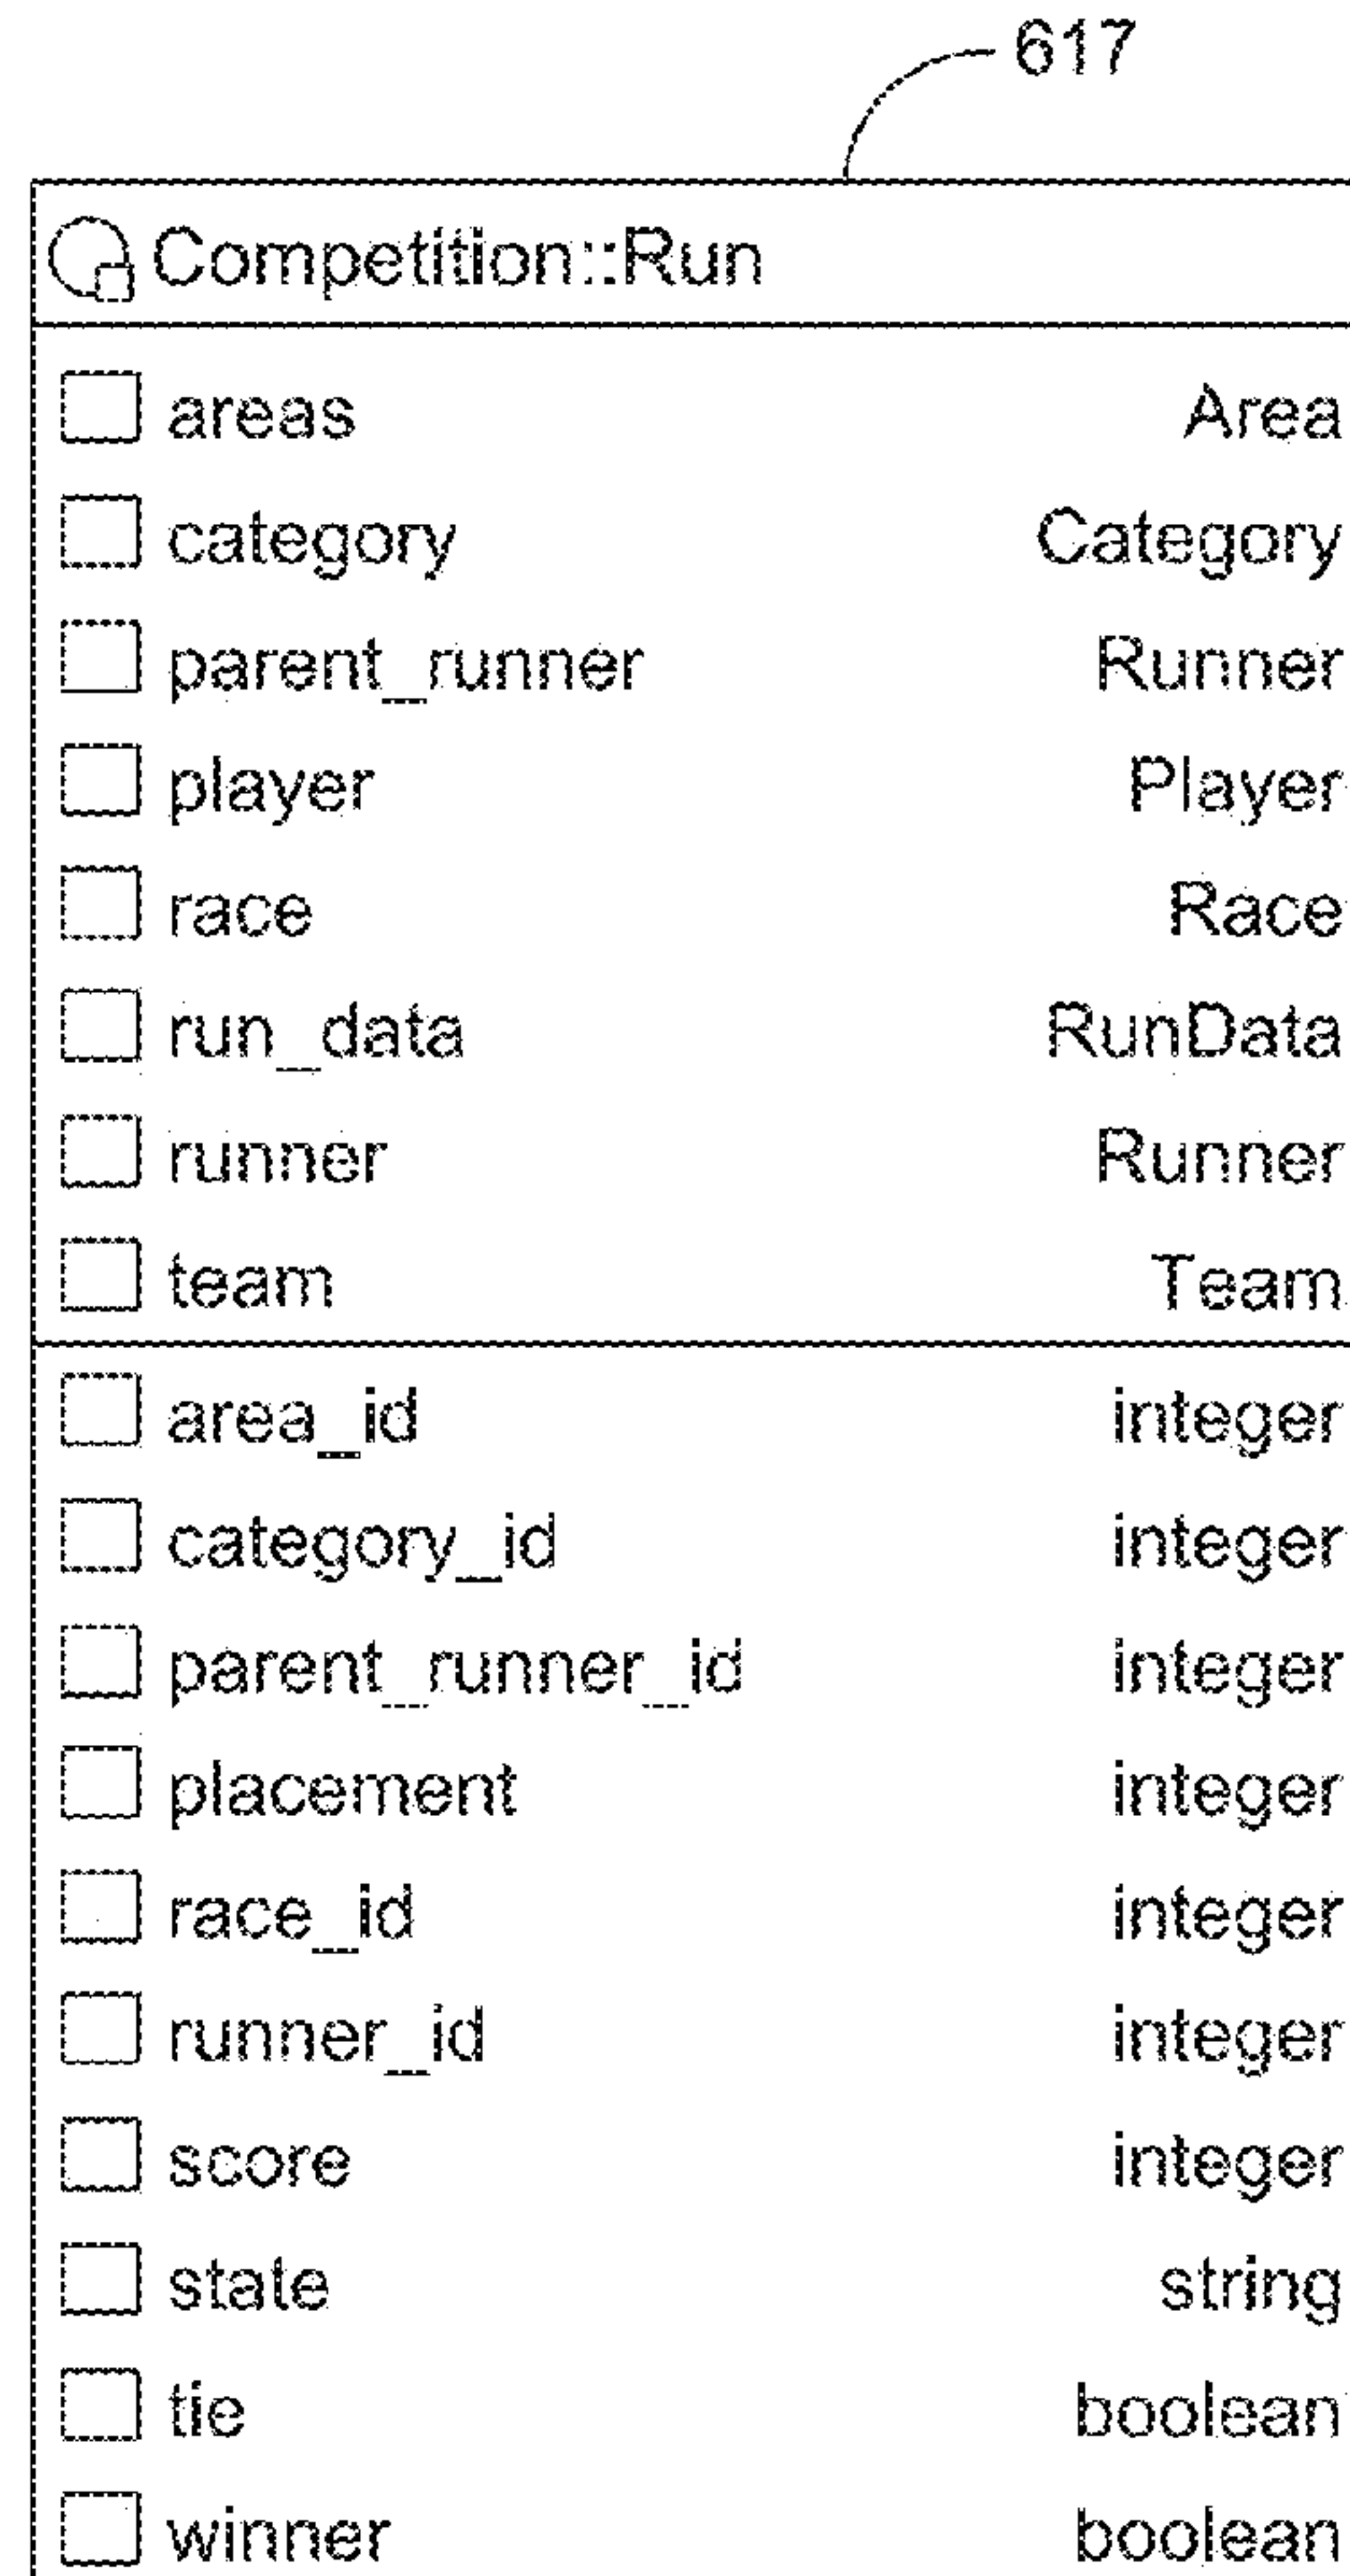 617
Competition::Run
areas Area
category Category
parent_runner Runner
player Player
race Race
run_data RunData
runner Runner
team Team
area_id integer
category_id integer
parent_runner_id integer
placement integer
race_id integer
runner_id integer
score integer
state string
tie boolean
winner boolean